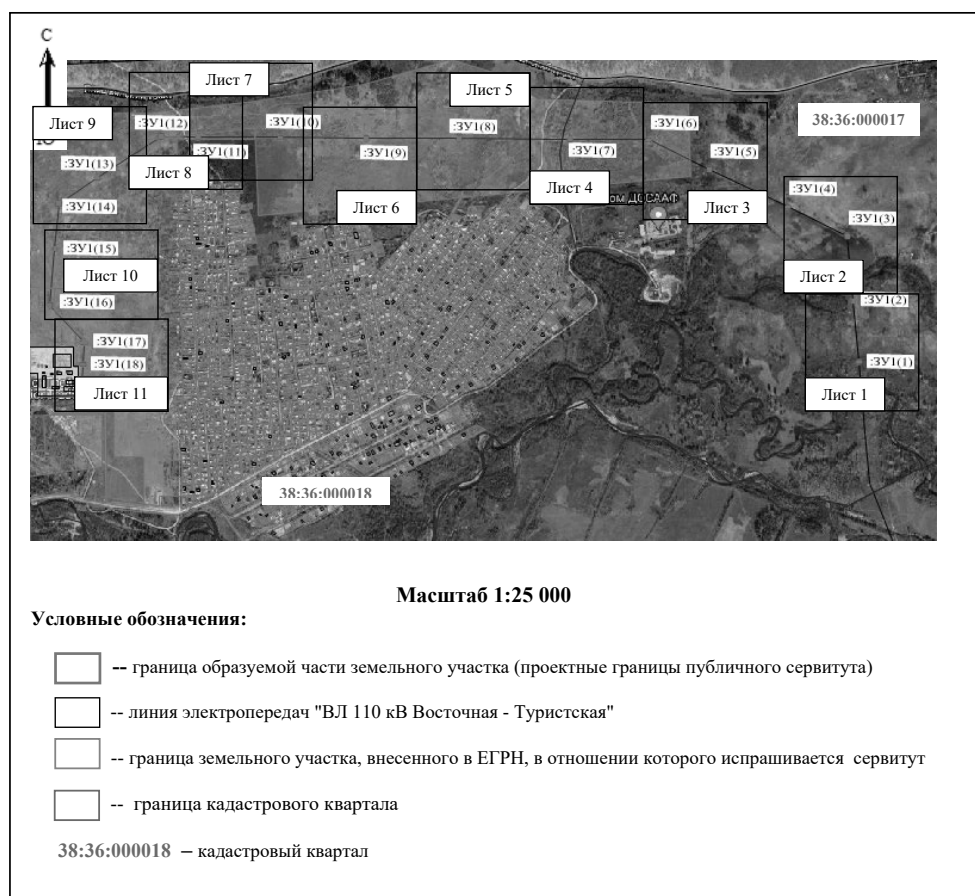 С
Лист 7
Лист 5
Лист 9
:ЗУ1(12)
:ЗУ1(10)
:ЗУ1(8)
:ЗУ1(6)
38:36:000017
:ЗУ1(13)
:ЗУ1(11)
:ЗУ1(9)
:ЗУ1(7)
:ЗУ1(5)
Лист 8
Лист 4
:ЗУ1(4)
:ЗУ1(14)
Лист 6
ом ДОСААФ
Лист 3
:ЗУ1(3)
:ЗУ1(15)
Лист 10
Лист 2
:ЗУ1(16)
:ЗУ1(2)
:ЗУ1(17)
:ЗУ1(18)
:ЗУ1(1)
Лист 11
Лист 1
38:36:000018
Масштаб 1:25 000
Условные обозначения:
-- граница образуемой части земельного участка (проектные границы публичного сервитута)
-- линия электропередач "ВЛ 110 кВ Восточная - Туристская"
-- граница земельного участка, внесенного в ЕГРН, в отношении которого испрашивается сервитут
-- граница кадастрового квартала
38:36:000018 – кадастровый квартал